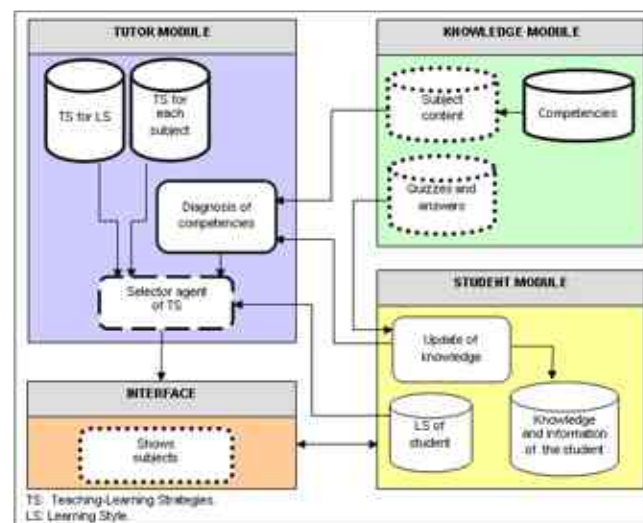 TUTOR MODULE
TS for LS
TS for
each
subject
Diagnosis of
competencies
Selector agent
of TS
KNOWLEDGE MODULE
Subject
content
Competencies
Quizzes and
answers
STUDENT MODULE
Update of
knowledge
LS of
student
Knowledge
and information
of the student
INTERFACE
Shows
subjects
TS: Teaching-Learning Strategies.
LS: Learning Style.